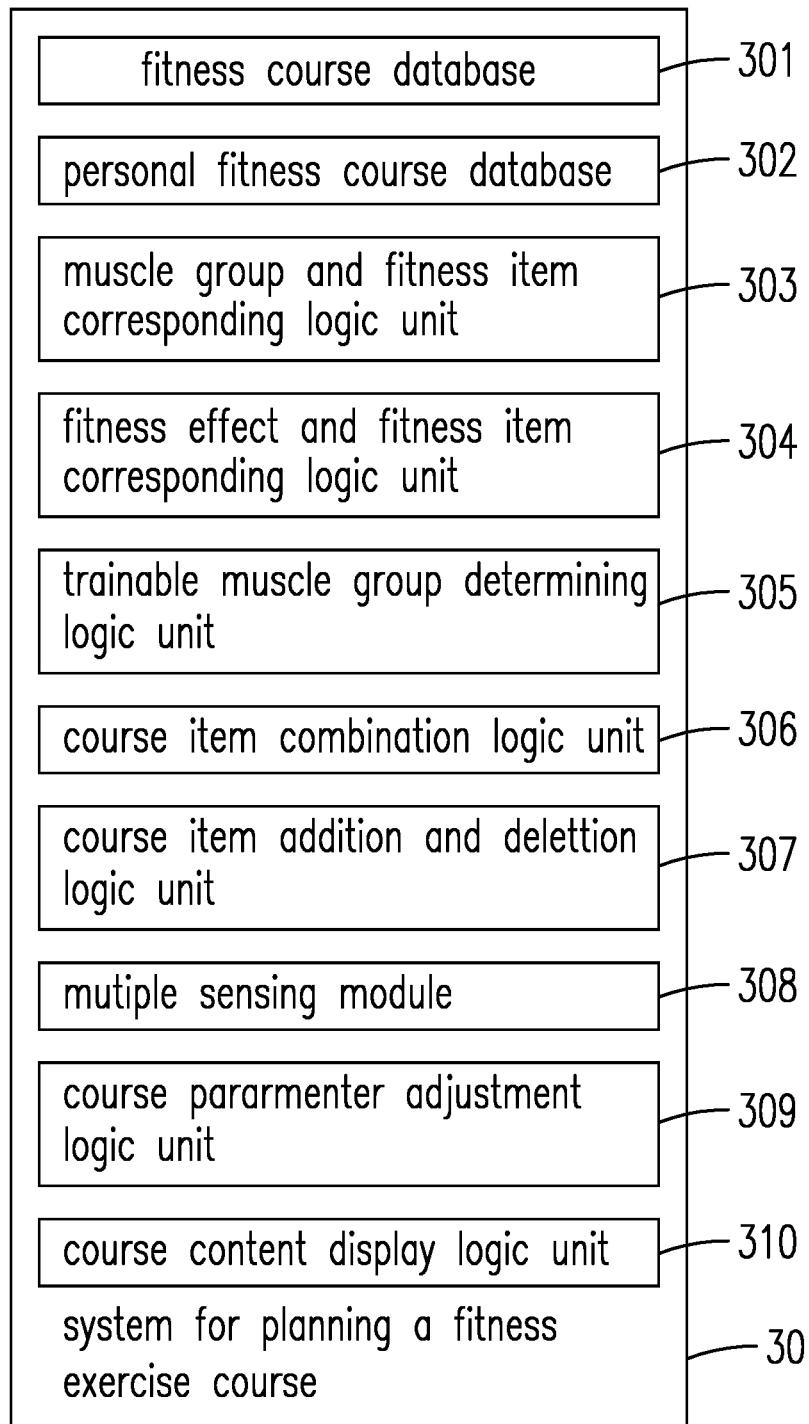 fitness course database
301
personal fitness course database
302
muscle group and fitness item
corresponding logic unit
303
fitness effect and fitness item
corresponding logic unit
304
trainable muscle group determining
logic unit
305
course item combination logic unit
306
course item addition and delettion
logic unit
307
mutiple sensing module
308
course pararmenter adjustment
logic unit
309
course content display logic unit
310
system for planning a fitness
exercise course
30